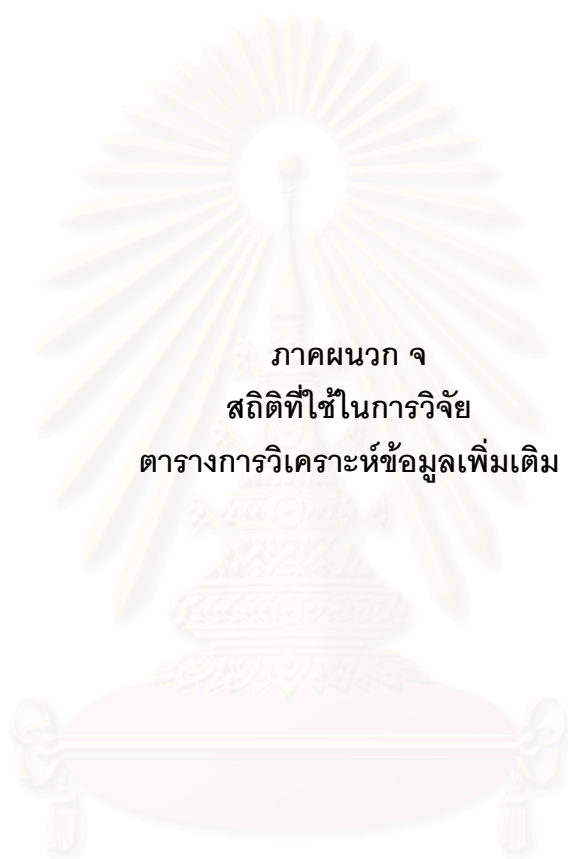 ภาคผนวก จ
สถิติที่ใช้ในการวิจัย
ตารางการวิเคราะห์ข้อมูลเพิ่มเติม